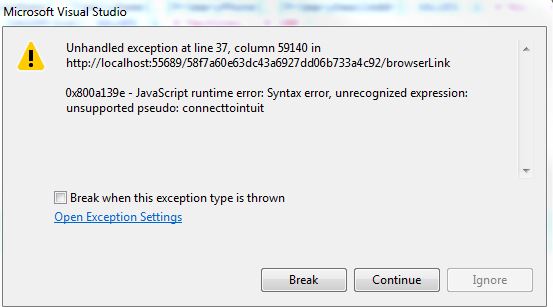 Microsoft Visual Studio
Unhandled exception at line 37, column 59140 in
http://localhost:55689/58f7a60e63dc43a6927dd06b733a4c92/browserLink
0x800a139e - JavaScript runtime error: Syntax error, unrecognized expression:
unsupported pseudo: connecttointuit
Break when this exception type is thrown
Open Exception Settings
Break
Continue
Ignore